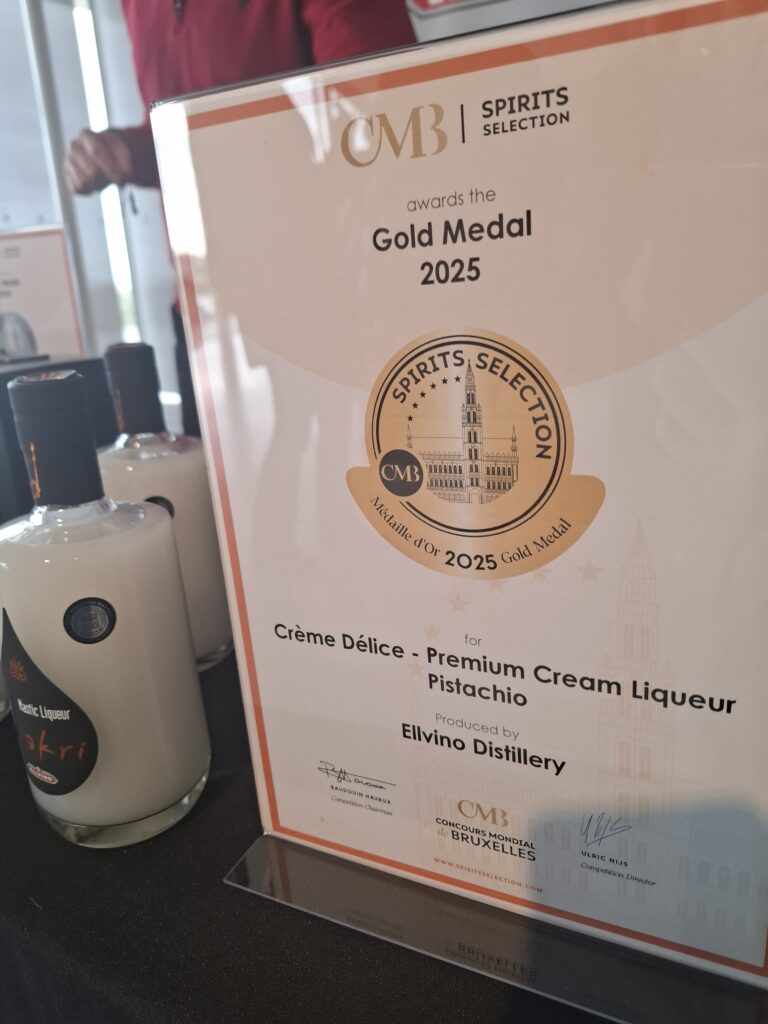 CMB | SPIRITS
SELECTION
awards the
Gold Medal
2025
SPIRITS SELECTION
CMB
Médaille d'Or 2025 Gold Medal
for
Crème Délice - Premium Cream Liqueur
Pistachio
Produced by
Ellvino Distillery
BAUDOUIN HAVAUX
Competition Chairman
CMB
CONCOURS MONDIAL
de BRUXELLES
ULRIC NIJS
Competition Director
WWW.SPIRITSSELECTION.COM
Mastic Liqueur